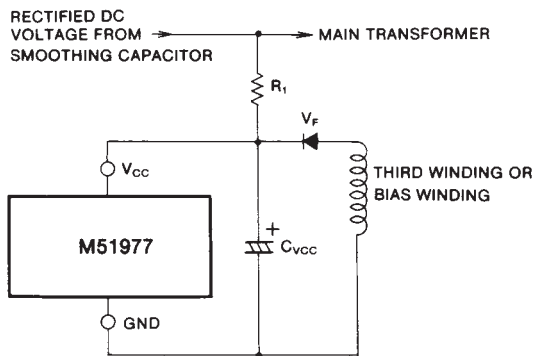 RECTIFIED DC
VOLTAGE FROM
SMOOTHING CAPACITOR
MAIN TRANSFORMER
R1
VF
VCC
THIRD WINDING OR
BIAS WINDING
M51977
+
CVCC
GND